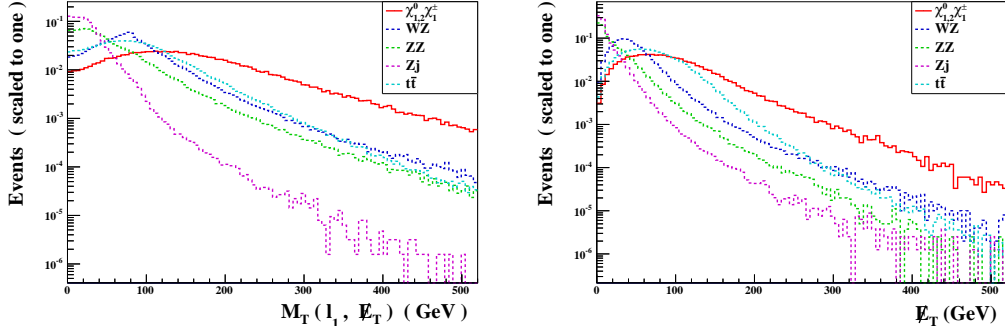 Events ( scaled to one )
10⁻¹
10⁻²
10⁻³
10⁻⁴
10⁻⁵
10⁻⁶
χ⁰₁,₂χ±₁
WZ
ZZ
Zj
tt̄
0 100 200 300 400 500
M_T ( l₁ , E̸_T ) ( GeV )
Events ( scaled to one )
10⁻¹
10⁻²
10⁻³
10⁻⁴
10⁻⁵
10⁻⁶
χ⁰₁,₂χ±₁
WZ
ZZ
Zj
tt̄
0 100 200 300 400 500
E̸_T (GeV)